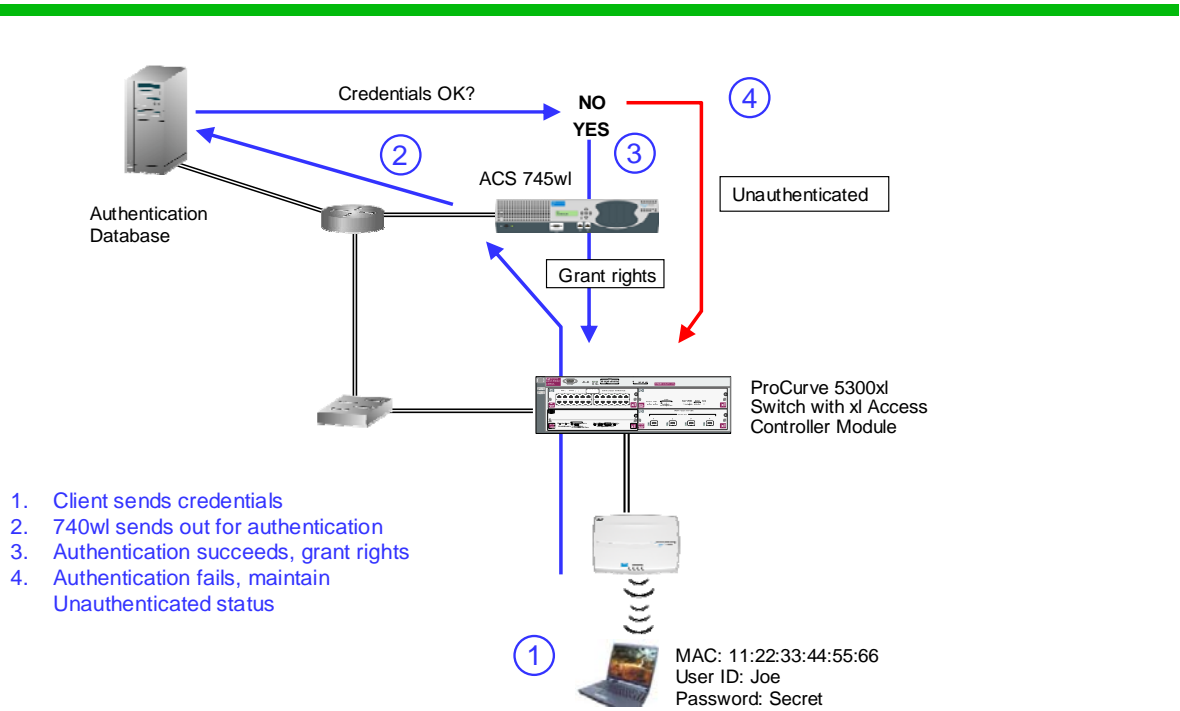 Credentials OK?
NO
YES
4
2
3
ACS 745wl
Unauthenticated
Authentication
Database
Grant rights
ProCurve 5300xl
Switch with xl Access
Controller Module
1. Client sends credentials
2. 740wl sends out for authentication
3. Authentication succeeds, grant rights
4. Authentication fails, maintain
Unauthenticated status
1
MAC: 11:22:33:44:55:66
User ID: Joe
Password: Secret